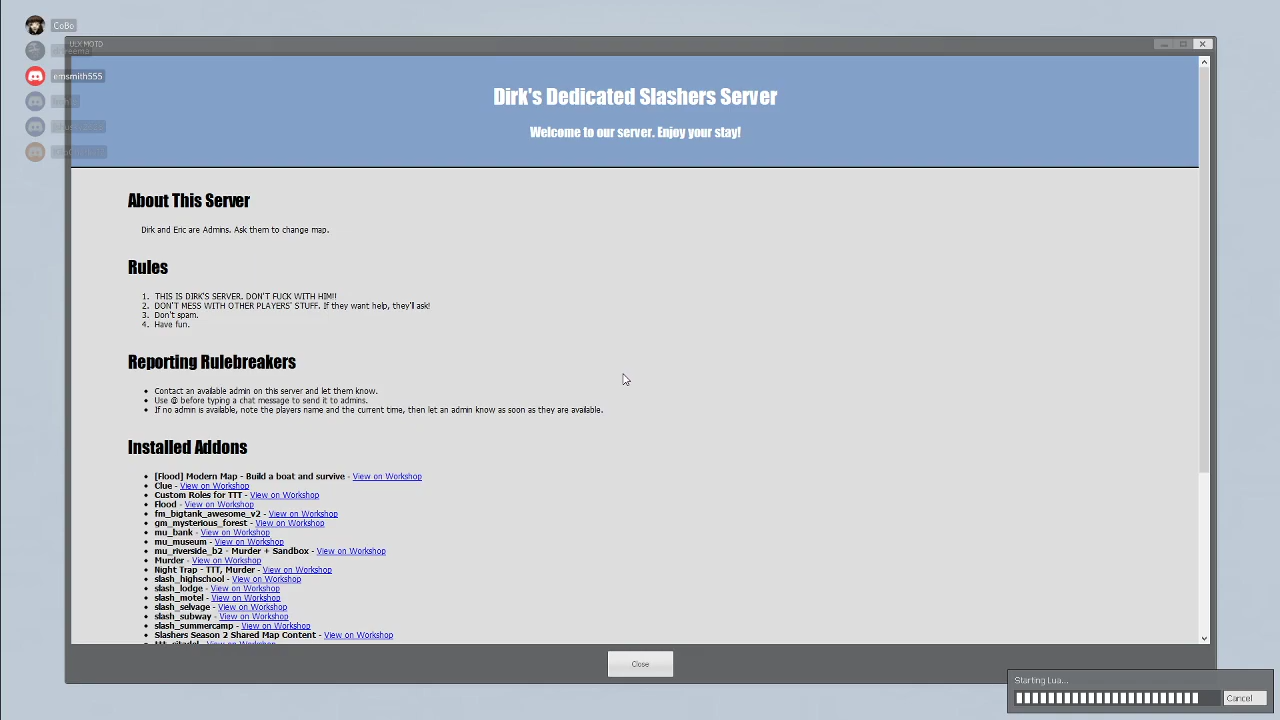 CoBo
ULX MOTD
emsmith555
Dirk's Dedicated Slashers Server
Welcome to our server. Enjoy your stay!
About This Server
Dirk and Eric are Admins. Ask them to change map.
Rules
1. THIS IS DIRK'S SERVER. DON'T FUCK WITH HIM!!
2. DON'T MESS WITH OTHER PLAYERS' STUFF. If they want help, they'll ask!
3. Don't spam.
4. Have fun.
Reporting Rulebreakers
Contact an available admin on this server and let them know.
Use @ before typing a chat message to send it to admins.
If no admin is available, note the players name and the current time, then let an admin know as soon as they are available.
Installed Addons
[Flood] Modern Map - Build a boat and survive - View on Workshop
Clue - View on Workshop
Custom Roles for TTT - View on Workshop
Flood - View on Workshop
fm_bigtank_awesome_v2 - View on Workshop
gm_mysterious_forest - View on Workshop
mu_bank - View on Workshop
mu_museum - View on Workshop
mu_riverside_b2 - Murder + Sandbox - View on Workshop
Murder - View on Workshop
Night Trap - TTT, Murder - View on Workshop
slash_highschool - View on Workshop
slash_lodge - View on Workshop
slash_motel - View on Workshop
slash_selvage - View on Workshop
slash_subway - View on Workshop
slash_summercamp - View on Workshop
Slashers Season 2 Shared Map Content - View on Workshop
ttt_citadel - View on Workshop
Close
Starting Lua...
Cancel